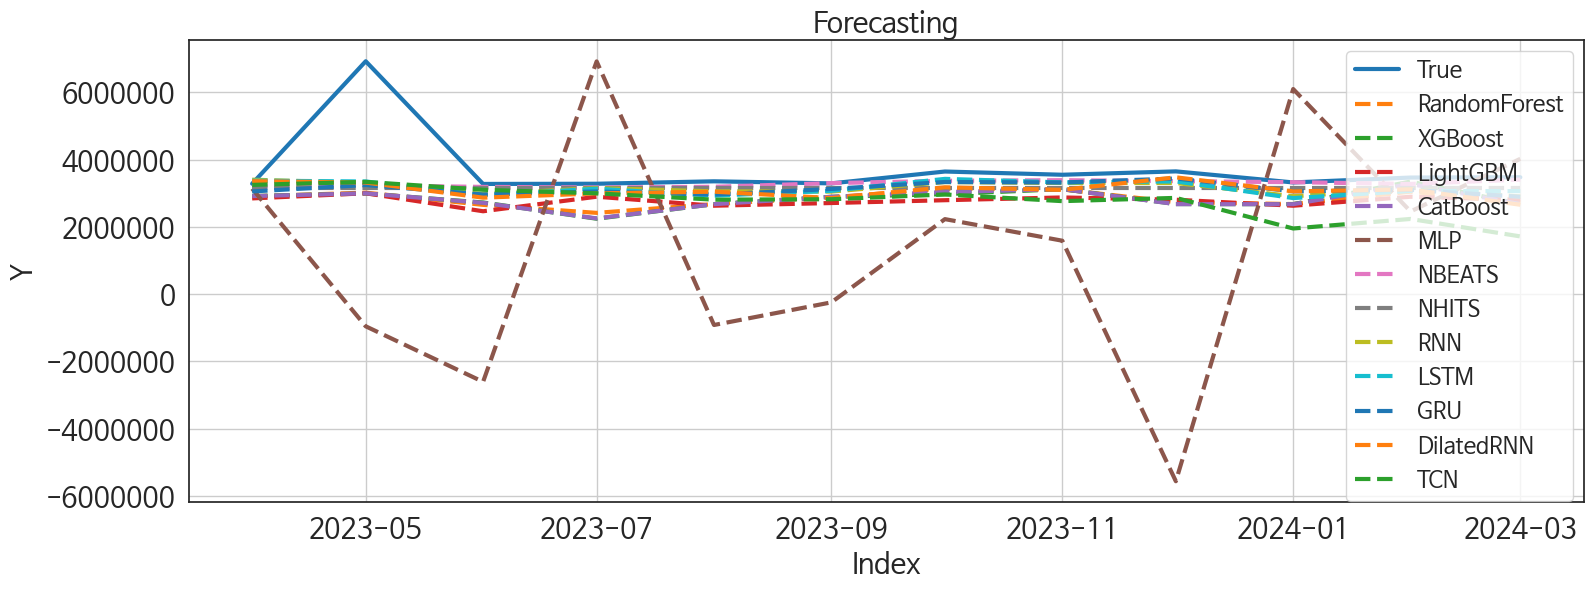 Forecasting
6000000
4000000
2000000
0
−2000000
−4000000
−6000000
Y
2023−05
2023−07
2023−09
2023−11
2024−01
2024−03
Index
True
RandomForest
XGBoost
LightGBM
CatBoost
MLP
NBEATS
NHITS
RNN
LSTM
GRU
DilatedRNN
TCN